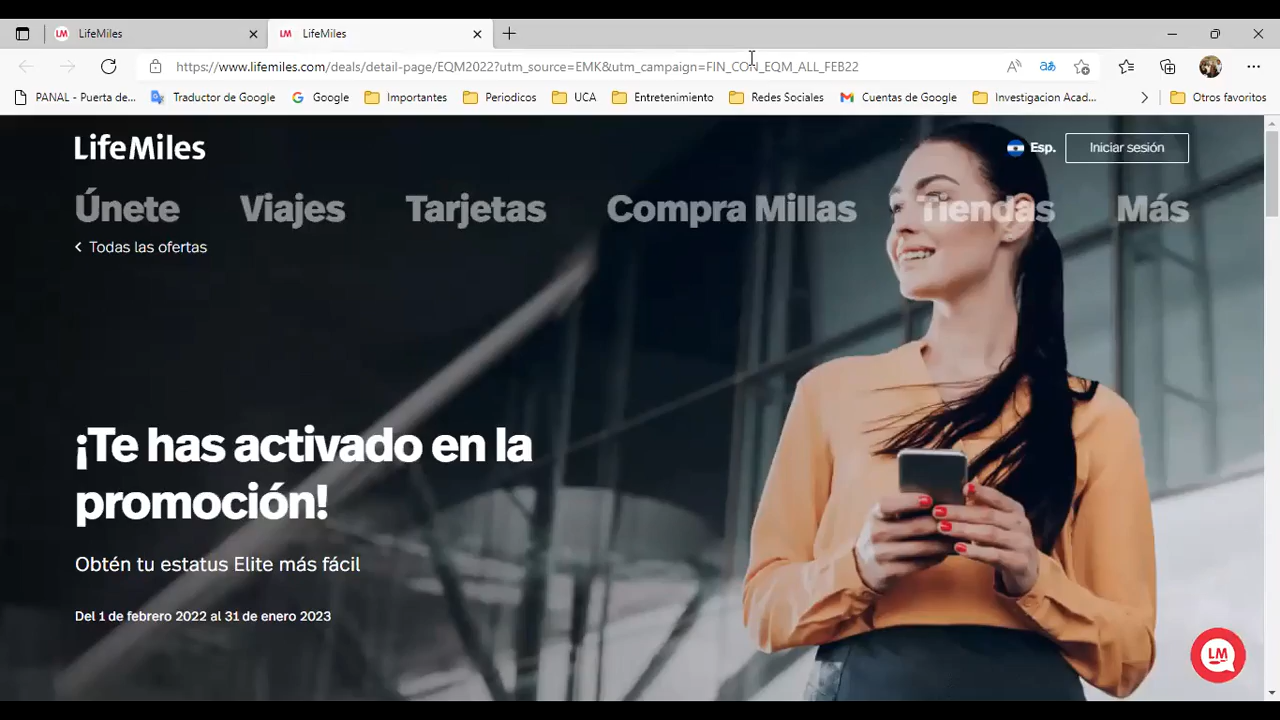 LM LifeMiles
LM LifeMiles
https://www.lifemiles.com/deals/detail-page/EQM2022?utm_source=EMK&utm_campaign=FIN_CON_EQM_ALL_FEB22
PANAL - Puerta de... Traductor de Google Google Importantes Periodicos UCA Entretenimiento Redes Sociales Cuentas de Google Investigacion Acad... Otros favoritos
LifeMiles
Esp. Iniciar sesión
Únete Viajes Tarjetas Compra Millas Tiendas Más
Todas las ofertas
¡Te has activado en la
promoción!
Obtén tu estatus Elite más fácil
Del 1 de febrero 2022 al 31 de enero 2023
LM